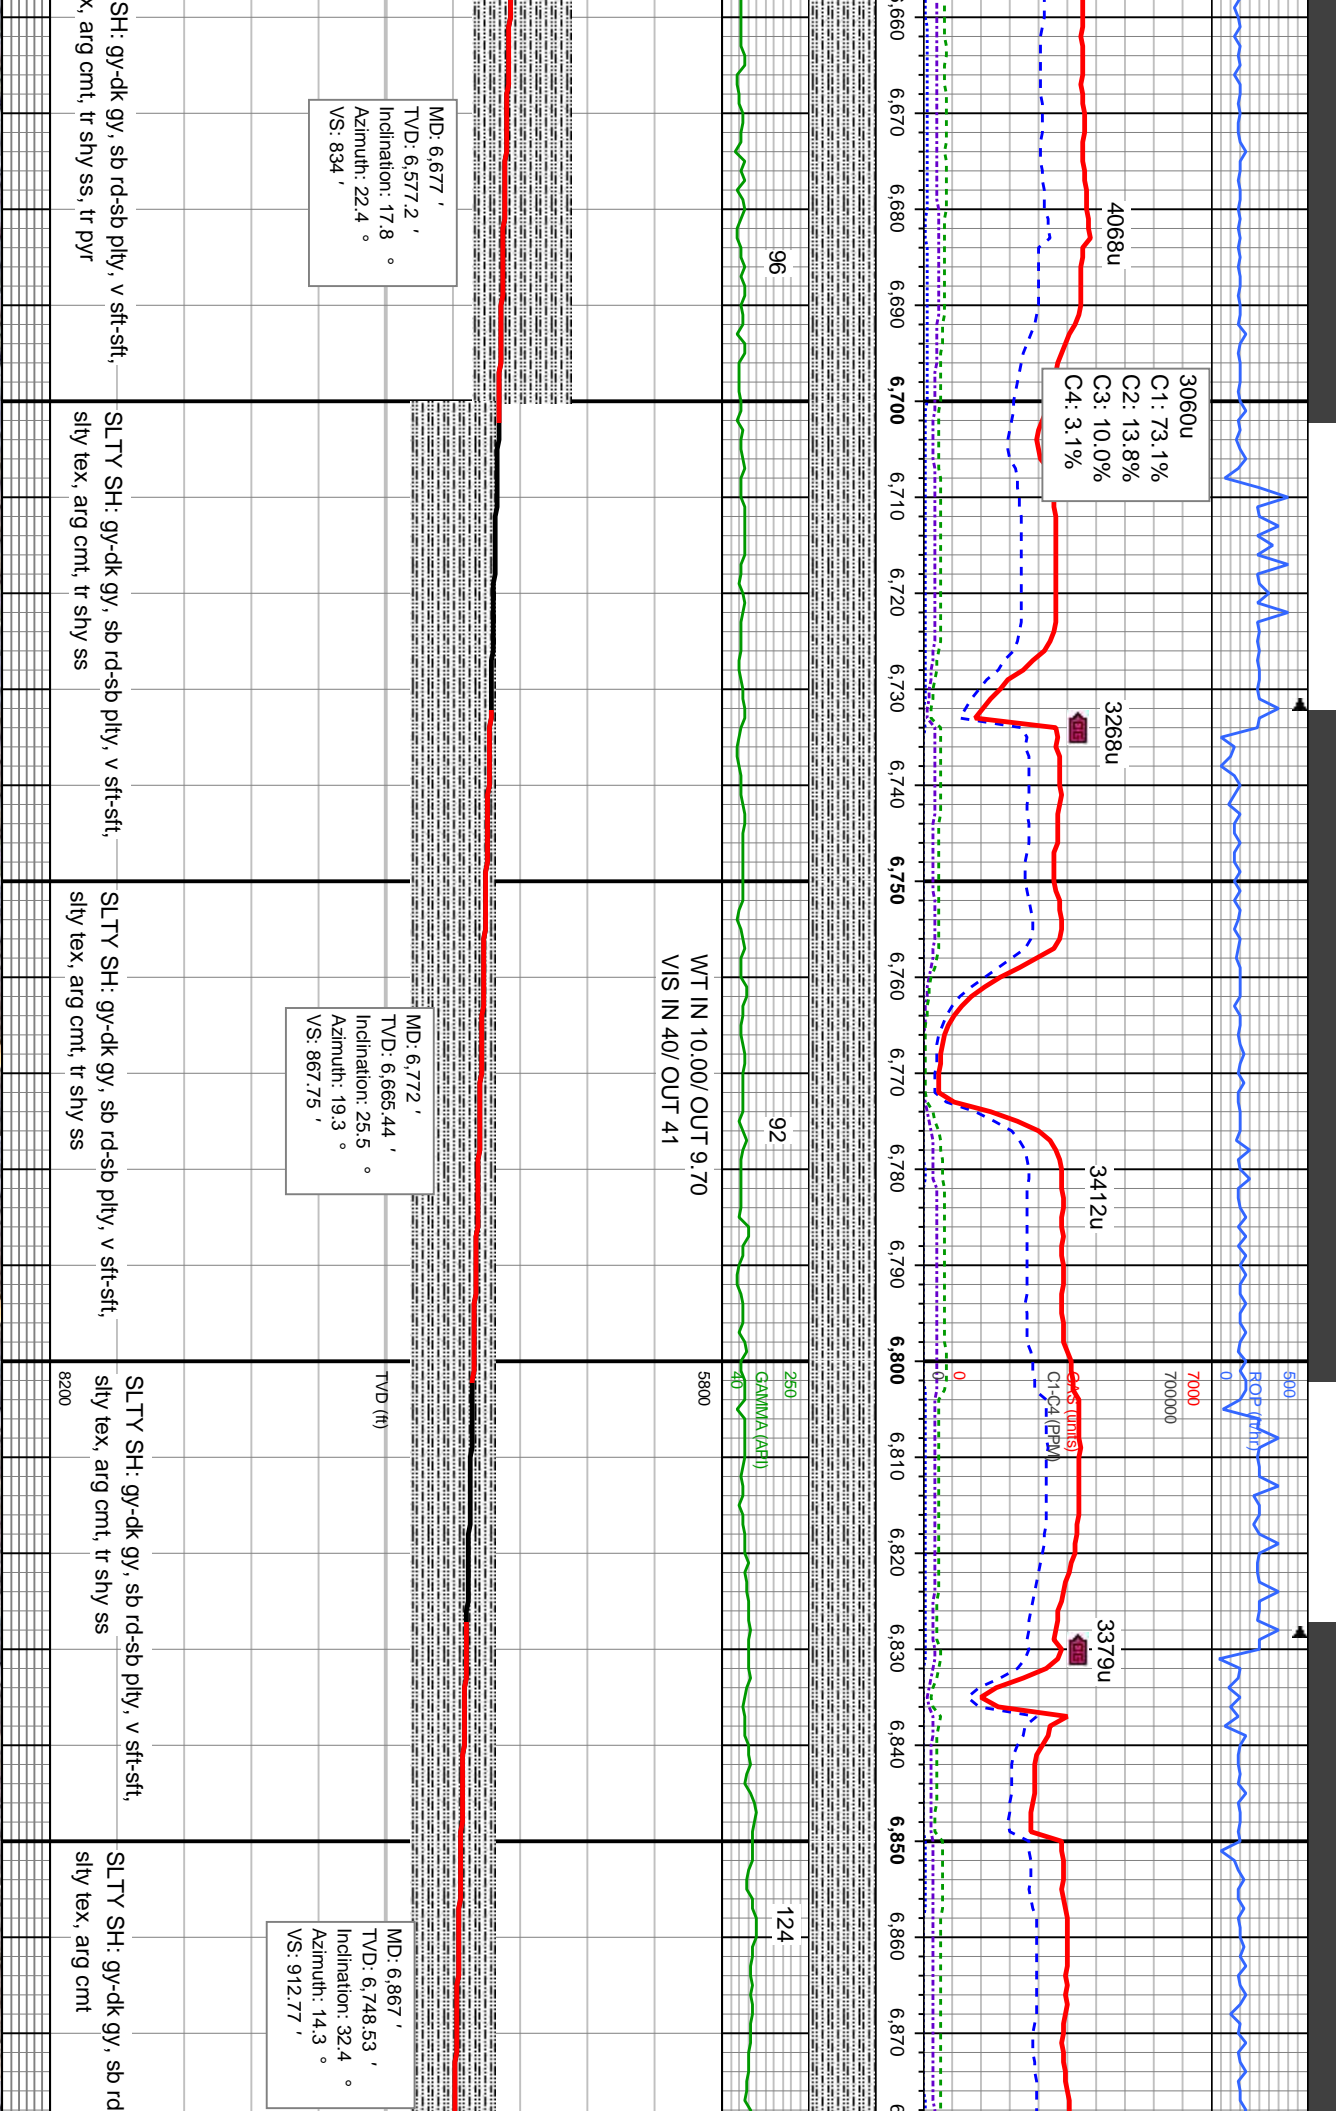 6,660
6,670
6,680
6,690
6,700
6,710
6,720
6,730
6,740
6,750
6,760
6,770
6,780
6,790
6,800
6,810
6,820
6,830
6,840
6,850
6,860
6,870
500
ROP (ft/hr)
0
4068u
3060u
C1: 73.1%
C2: 13.8%
C3: 10.0%
C4: 3.1%
3268u
3412u
3379u
7000
70000
GAS (units)
C1-C4 (PPM)
0
0
96
92
124
250
GAMMA (API)
40
5800
TVD (ft)
8200
WT IN 10.00/ OUT 9.70
VIS IN 40/ OUT 41
MD: 6,677 '
TVD: 6,577.2 '
Inclination: 17.8 °
Azimuth: 22.4 °
VS: 834 '
MD: 6,772 '
TVD: 6,665.44 '
Inclination: 25.5 °
Azimuth: 19.3 °
VS: 867.75 '
MD: 6,867 '
TVD: 6,748.53 '
Inclination: 32.4 °
Azimuth: 14.3 °
VS: 912.77 '
SH: gy-dk gy, sb rd-sb plty, v sft-sft,
x, arg cmt, tr shy ss, tr pyr
SLTY SH: gy-dk gy, sb rd-sb plty, v sft-sft,
slty tex, arg cmt, tr shy ss
SLTY SH: gy-dk gy, sb rd-sb plty, v sft-sft,
slty tex, arg cmt, tr shy ss
SLTY SH: gy-dk gy, sb rd-sb plty, v sft-sft,
slty tex, arg cmt, tr shy ss
SLTY SH: gy-dk gy, sb rd
slty tex, arg cmt